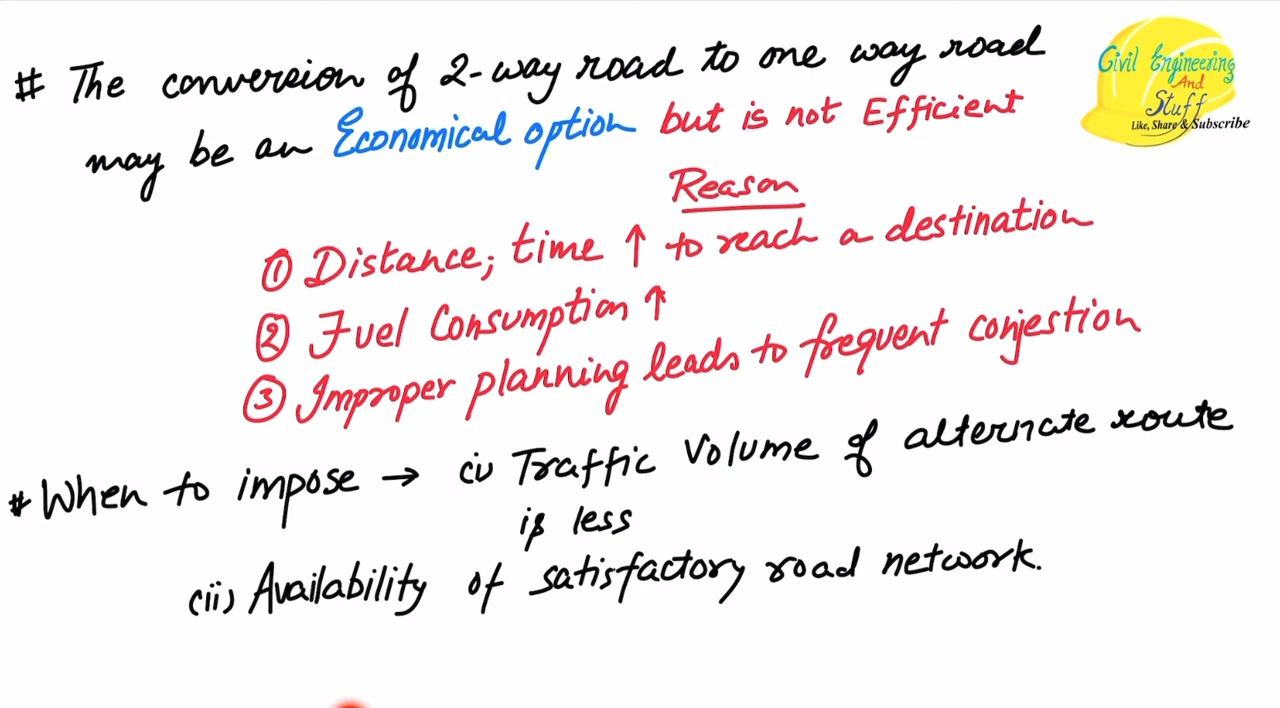 # The conversion of 2-way road to one way road
may be an Economical option but is not Efficient
Reason
① Distance; time ↑ to reach a destination
② Fuel Consumption ↑
③ Improper planning leads to frequent conjestion
# When to impose → (i) Traffic Volume of alternate route
is less
(ii) Availability of satisfactory road network.
Civil Engineering
And
Stuff
Like, Share & Subscribe